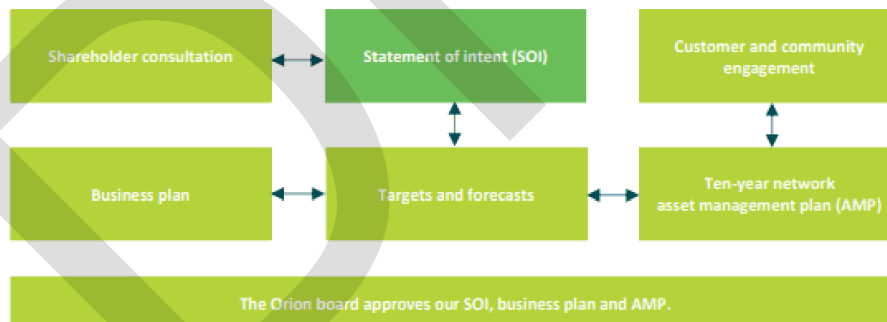 Shareholder consultation
Statement of intent (SOI)
Customer and community
engagement
Business plan
Targets and forecasts
Ten-year network
asset management plan (AMP)
The Orion board approves our SOI, business plan and AMP.